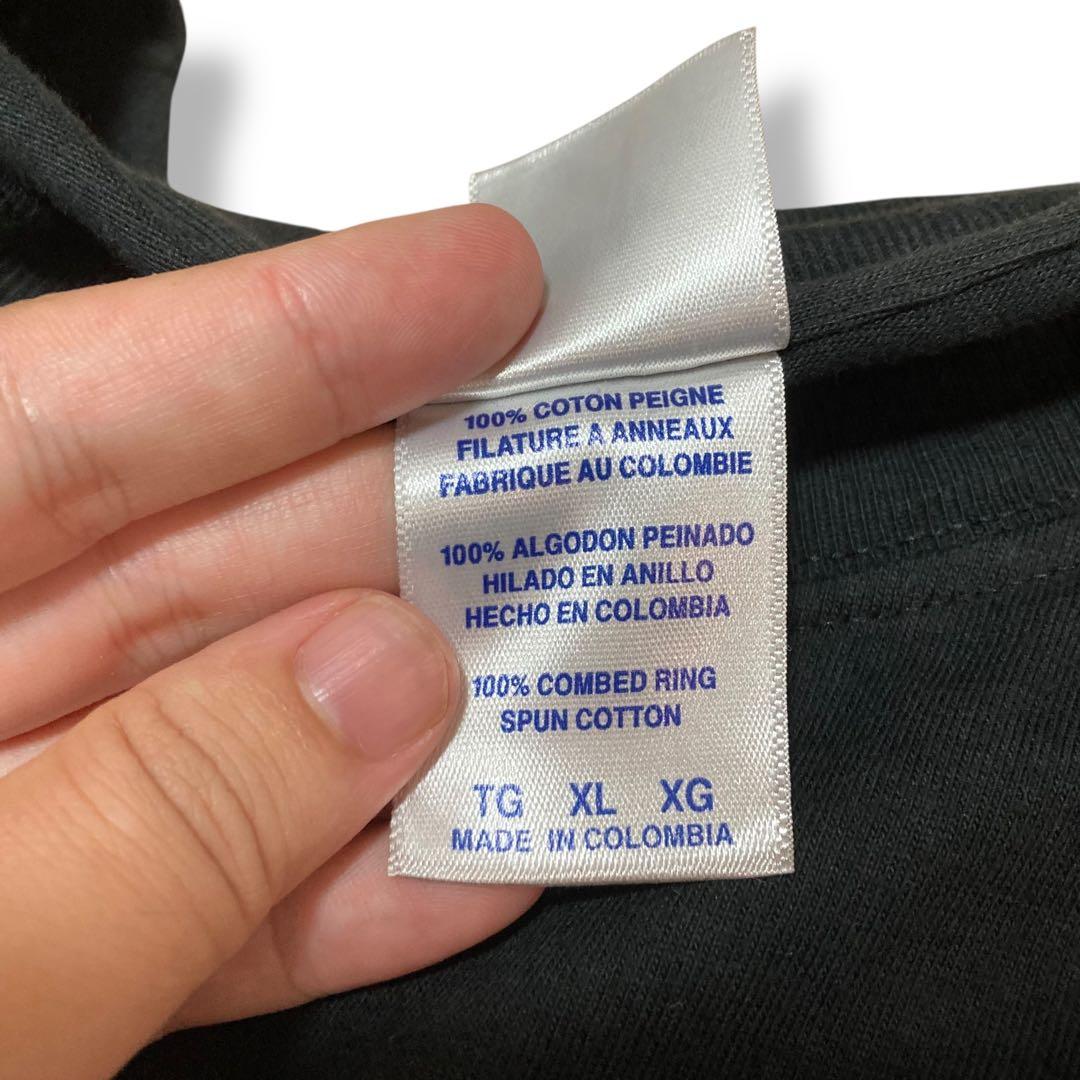 100% COTON PEIGNE
FILATURE A ANNEAUX
FABRIQUE AU COLOMBIE
100% ALGODON PEINADO
HILADO EN ANILLO
HECHO EN COLOMBIA
100% COMBED RING
SPUN COTTON
TG XL XG
MADE IN COLOMBIA